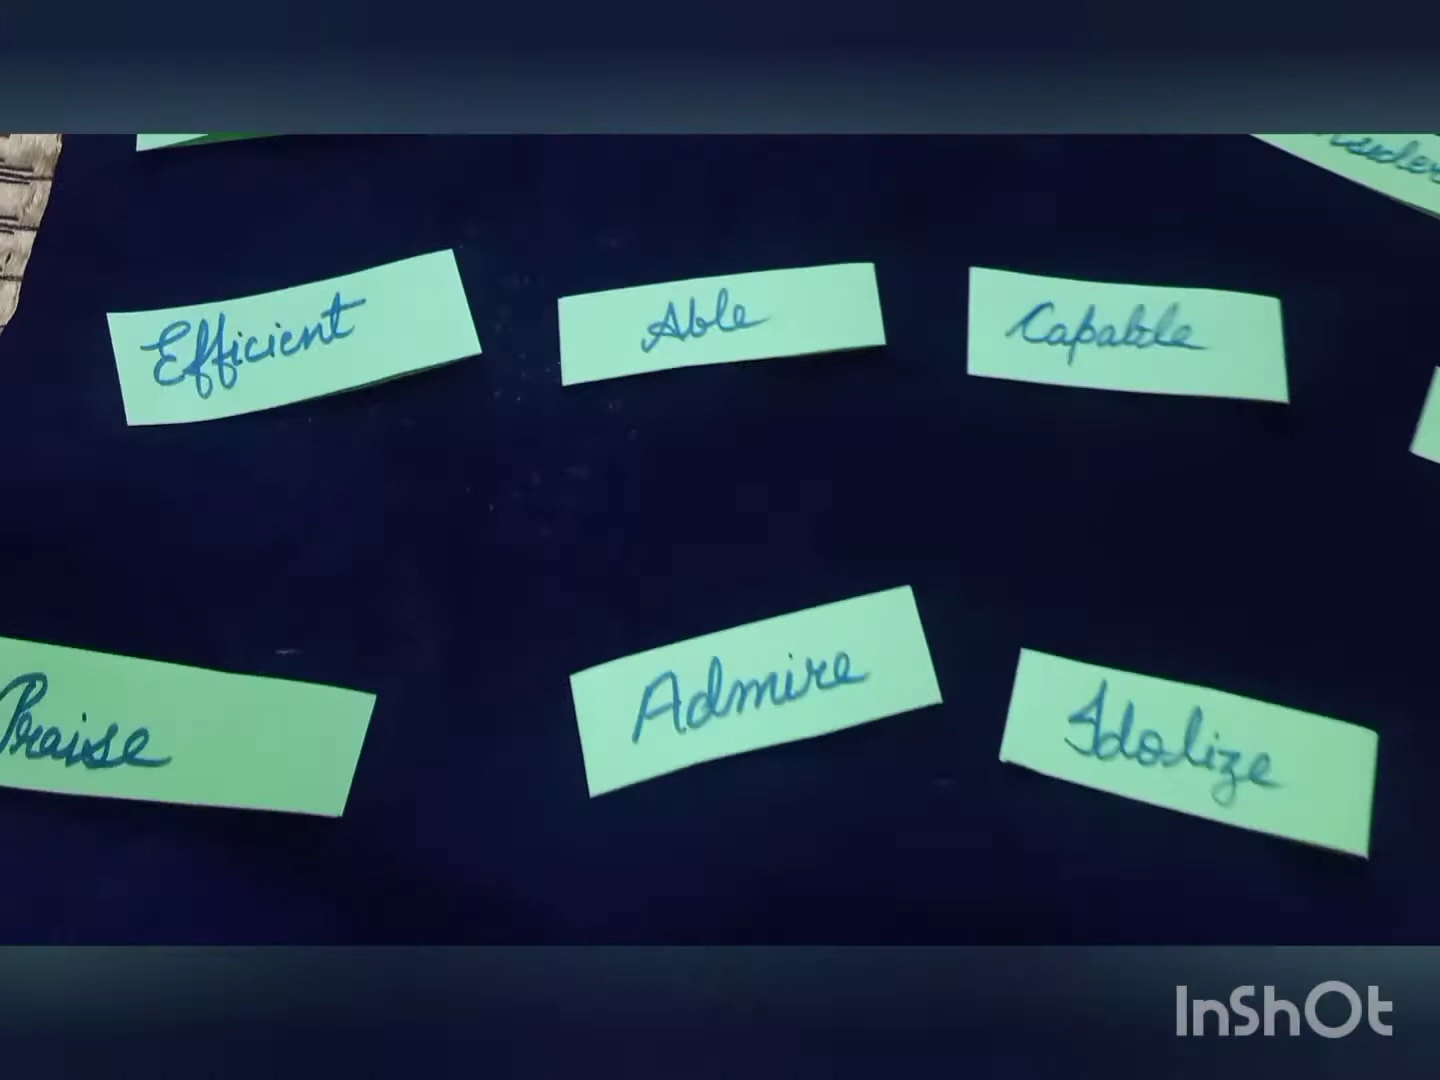 Efficient
Able
Capable
Praise
Admire
Idolize
InShOt